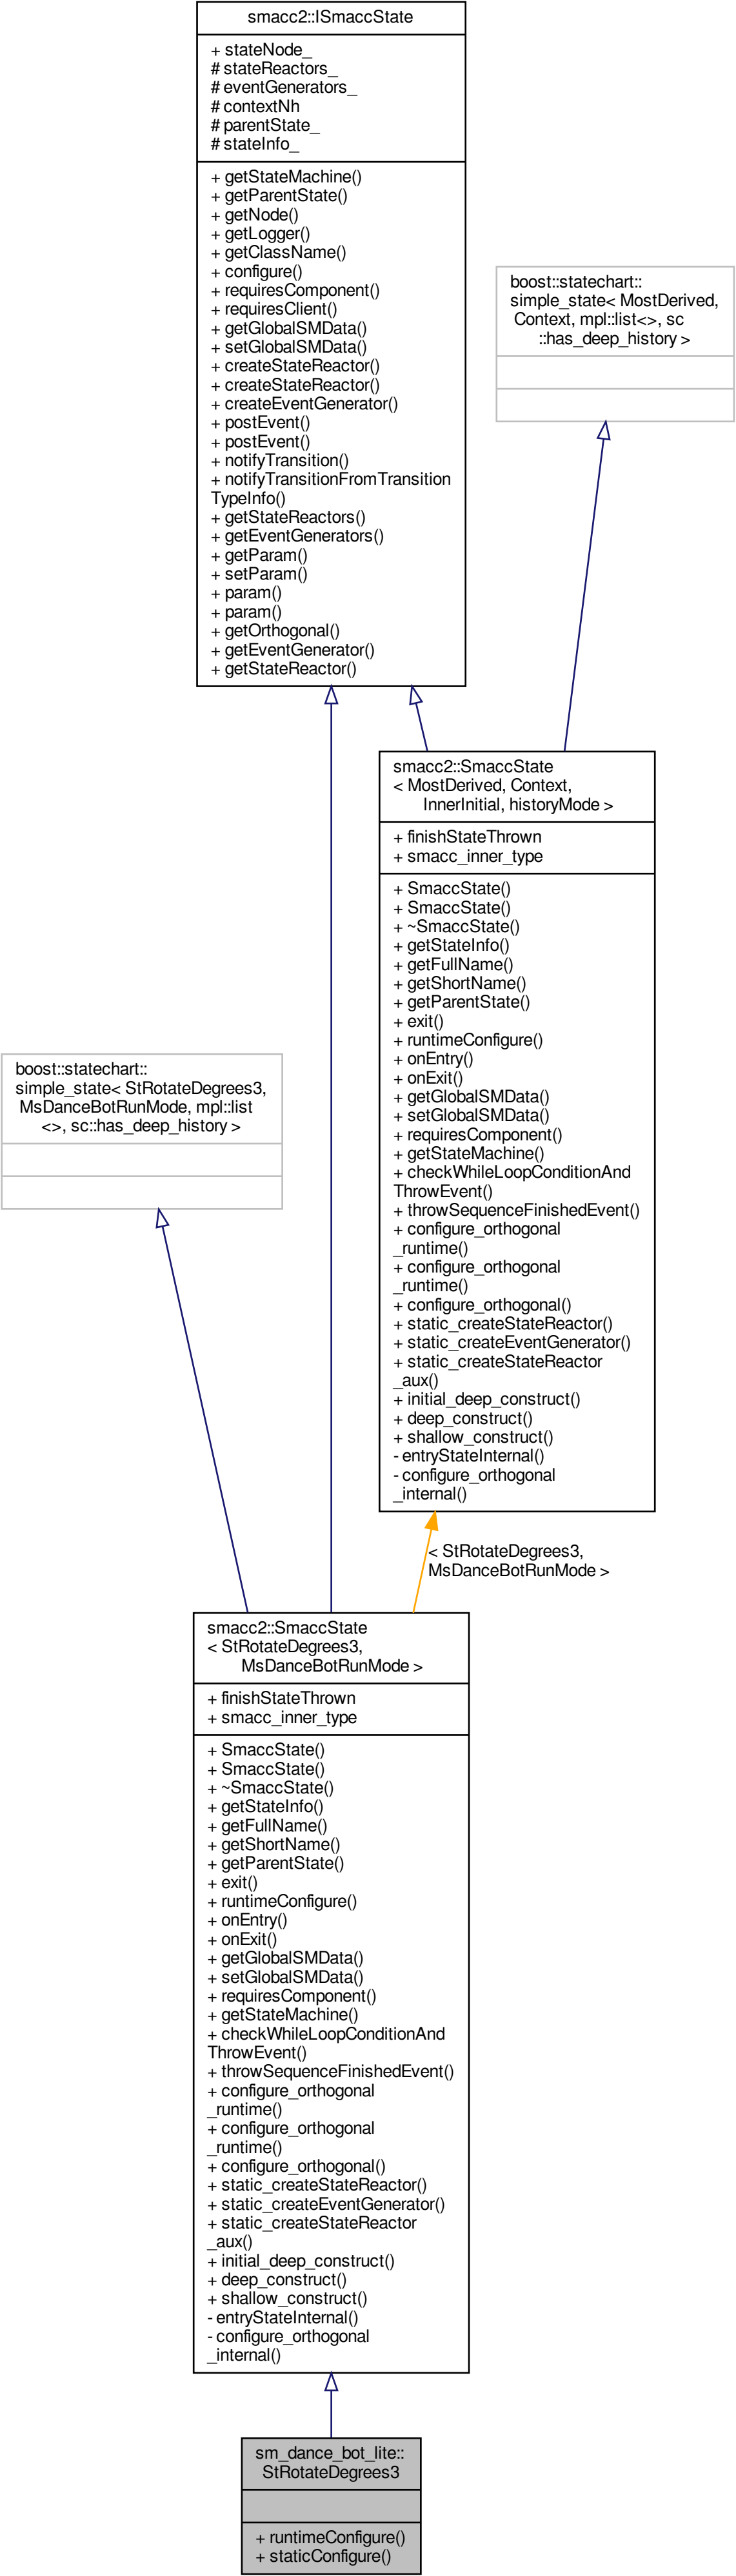 smacc2::ISmaccState
+ stateNode_
# stateReactors_
# eventGenerators_
# contextNh
# parentState_
# stateInfo_
+ getStateMachine()
+ getParentState()
+ getNode()
+ getLogger()
+ getClassName()
+ configure()
+ requiresComponent()
+ requiresClient()
+ getGlobalSMData()
+ setGlobalSMData()
+ createStateReactor()
+ createStateReactor()
+ createEventGenerator()
+ postEvent()
+ postEvent()
+ notifyTransition()
+ notifyTransitionFromTransition
TypeInfo()
+ getStateReactors()
+ getEventGenerators()
+ getParam()
+ setParam()
+ param()
+ param()
+ getOrthogonal()
+ getEventGenerator()
+ getStateReactor()
boost::statechart::
simple_state< MostDerived,
Context, mpl::list<>, sc
::has_deep_history >
smacc2::SmaccState
< MostDerived, Context,
InnerInitial, historyMode >
+ finishStateThrown
+ smacc_inner_type
+ SmaccState()
+ SmaccState()
+ ~SmaccState()
+ getStateInfo()
+ getFullName()
+ getShortName()
+ getParentState()
+ exit()
+ runtimeConfigure()
+ onEntry()
+ onExit()
+ getGlobalSMData()
+ setGlobalSMData()
+ requiresComponent()
+ getStateMachine()
+ checkWhileLoopConditionAnd
ThrowEvent()
+ throwSequenceFinishedEvent()
+ configure_orthogonal
_runtime()
+ configure_orthogonal
_runtime()
+ configure_orthogonal()
+ static_createStateReactor()
+ static_createEventGenerator()
+ static_createStateReactor
_aux()
+ initial_deep_construct()
+ deep_construct()
+ shallow_construct()
- entryStateInternal()
- configure_orthogonal
_internal()
boost::statechart::
simple_state< StRotateDegrees3,
MsDanceBotRunMode, mpl::list
<>, sc::has_deep_history >
< StRotateDegrees3,
MsDanceBotRunMode >
smacc2::SmaccState
< StRotateDegrees3,
MsDanceBotRunMode >
+ finishStateThrown
+ smacc_inner_type
+ SmaccState()
+ SmaccState()
+ ~SmaccState()
+ getStateInfo()
+ getFullName()
+ getShortName()
+ getParentState()
+ exit()
+ runtimeConfigure()
+ onEntry()
+ onExit()
+ getGlobalSMData()
+ setGlobalSMData()
+ requiresComponent()
+ getStateMachine()
+ checkWhileLoopConditionAnd
ThrowEvent()
+ throwSequenceFinishedEvent()
+ configure_orthogonal
_runtime()
+ configure_orthogonal
_runtime()
+ configure_orthogonal()
+ static_createStateReactor()
+ static_createEventGenerator()
+ static_createStateReactor
_aux()
+ initial_deep_construct()
+ deep_construct()
+ shallow_construct()
- entryStateInternal()
- configure_orthogonal
_internal()
sm_dance_bot_lite::
StRotateDegrees3
+ runtimeConfigure()
+ staticConfigure()